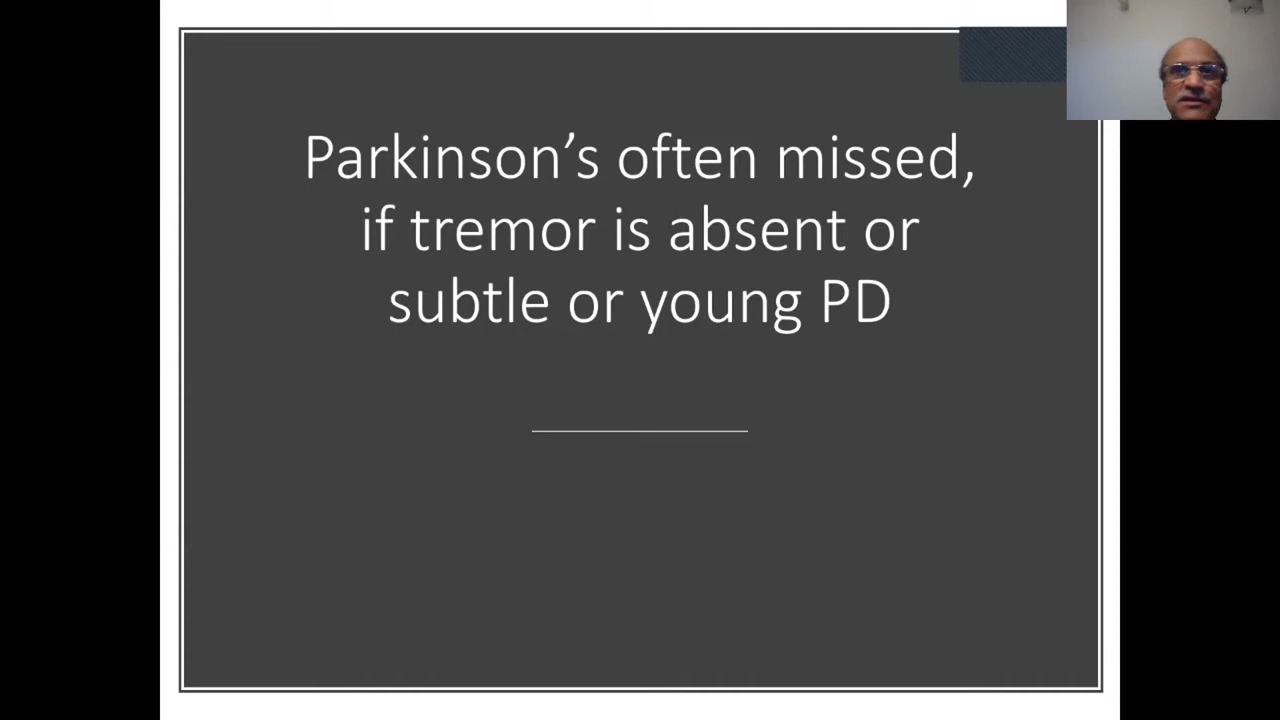 Parkinson’s often missed,
if tremor is absent or
subtle or young PD